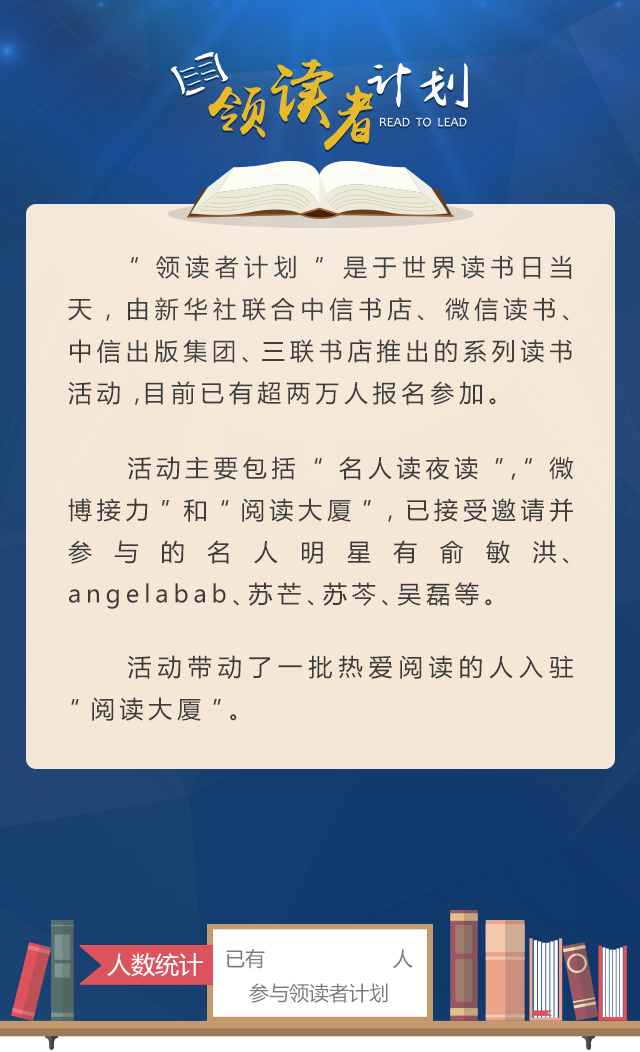 领读者计划
READ TO LEAD
“领读者计划”是于世界读书日当
天，由新华社联合中信书店、微信读书、
中信出版集团、三联书店推出的系列读书
活动,目前已有超两万人报名参加。
活动主要包括“名人读夜读”,“微
博接力”和“阅读大厦”,已接受邀请并
参与的名人明星有俞敏洪、
angelabab、苏芒、苏芩、吴磊等。
活动带动了一批热爱阅读的人入驻
“阅读大厦”。
人数统计
已有 人
参与领读者计划